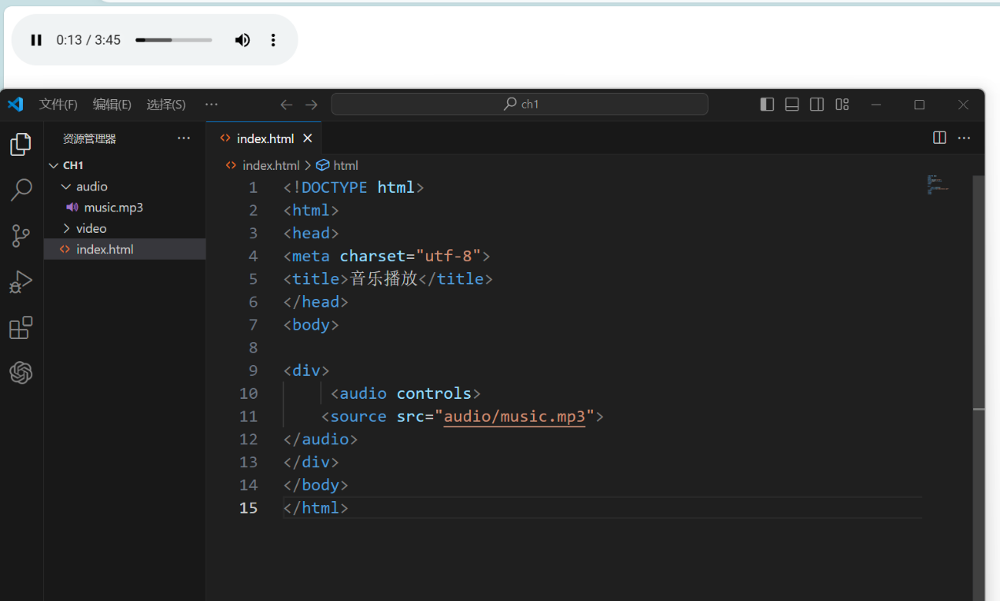 0:13 / 3:45
文件(F) 编辑(E) 选择(S) ··· ch1
资源管理器 ···
index.html
CH1
audio
music.mp3
video
index.html
index.html > html
1 <!DOCTYPE html>
2 <html>
3 <head>
4 <meta charset="utf-8">
5 <title>音乐播放</title>
6 </head>
7 <body>
8
9 <div>
10 <audio controls>
11 <source src="audio/music.mp3">
12 </audio>
13 </div>
14 </body>
15 </html>